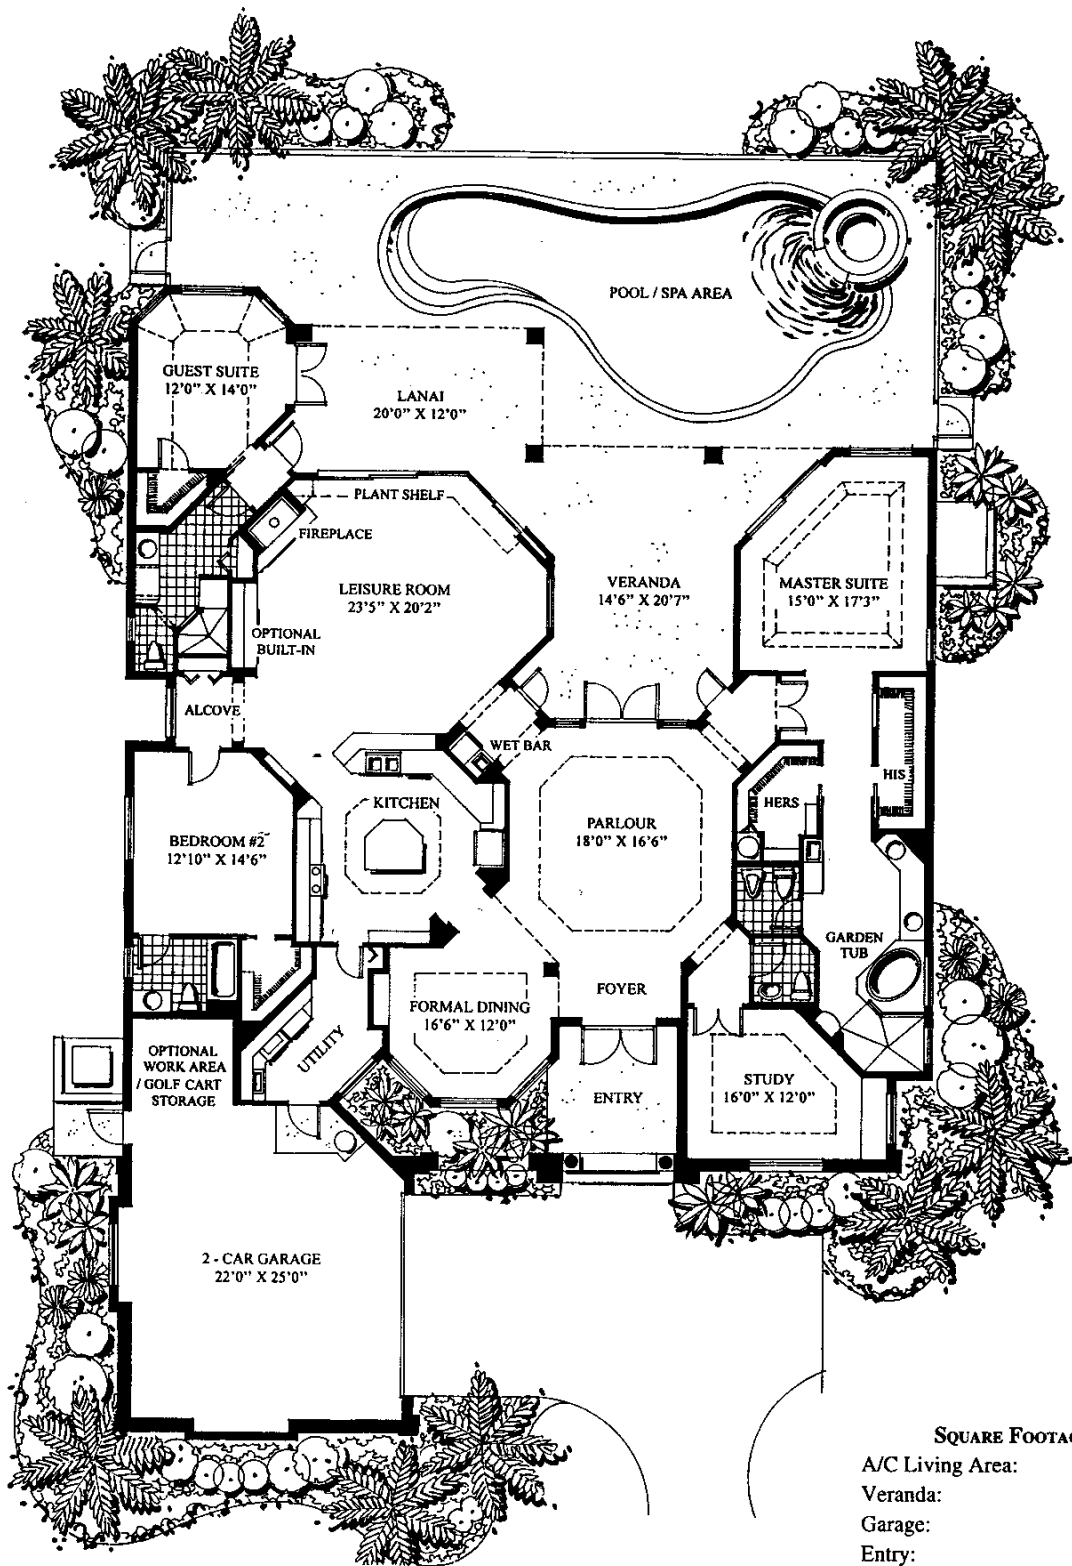 POOL / SPA AREA
GUEST SUITE
12'0" X 14'0"
LANAI
20'0" X 12'0"
PLANT SHELF
FIREPLACE
LEISURE ROOM
23'5" X 20'2"
VERANDA
14'6" X 20'7"
MASTER SUITE
15'0" X 17'3"
OPTIONAL
BUILT-IN
ALCOVE
WET BAR
HIS
HERS
KITCHEN
PARLOUR
18'0" X 16'6"
BEDROOM #2
12'10" X 14'6"
GARDEN
TUB
FOYER
FORMAL DINING
16'6" X 12'0"
UTILITY
OPTIONAL
WORK AREA
/ GOLF CART
STORAGE
STUDY
16'0" X 12'0"
ENTRY
2 - CAR GARAGE
22'0" X 25'0"
SQUARE FOOTAG
A/C Living Area:
Veranda:
Garage:
Entry: